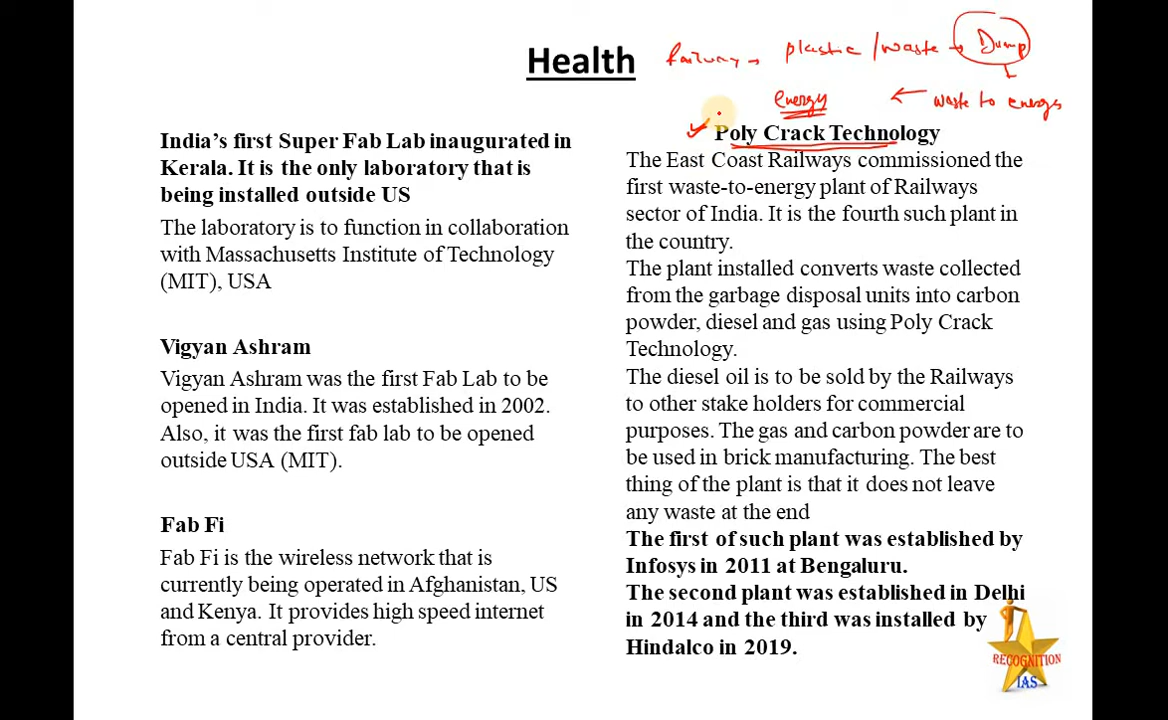 Health
Railway → plastic / waste → Dump
energy ← waste to energy
India's first Super Fab Lab inaugurated in
Kerala. It is the only laboratory that is
being installed outside US
The laboratory is to function in collaboration
with Massachusetts Institute of Technology
(MIT), USA
Vigyan Ashram
Vigyan Ashram was the first Fab Lab to be
opened in India. It was established in 2002.
Also, it was the first fab lab to be opened
outside USA (MIT).
Fab Fi
Fab Fi is the wireless network that is
currently being operated in Afghanistan, US
and Kenya. It provides high speed internet
from a central provider.
Poly Crack Technology
The East Coast Railways commissioned the
first waste-to-energy plant of Railways
sector of India. It is the fourth such plant in
the country.
The plant installed converts waste collected
from the garbage disposal units into carbon
powder, diesel and gas using Poly Crack
Technology.
The diesel oil is to be sold by the Railways
to other stake holders for commercial
purposes. The gas and carbon powder are to
be used in brick manufacturing. The best
thing of the plant is that it does not leave
any waste at the end
The first of such plant was established by
Infosys in 2011 at Bengaluru.
The second plant was established in Delhi
in 2014 and the third was installed by
Hindalco in 2019.
RECOGNITION
IAS